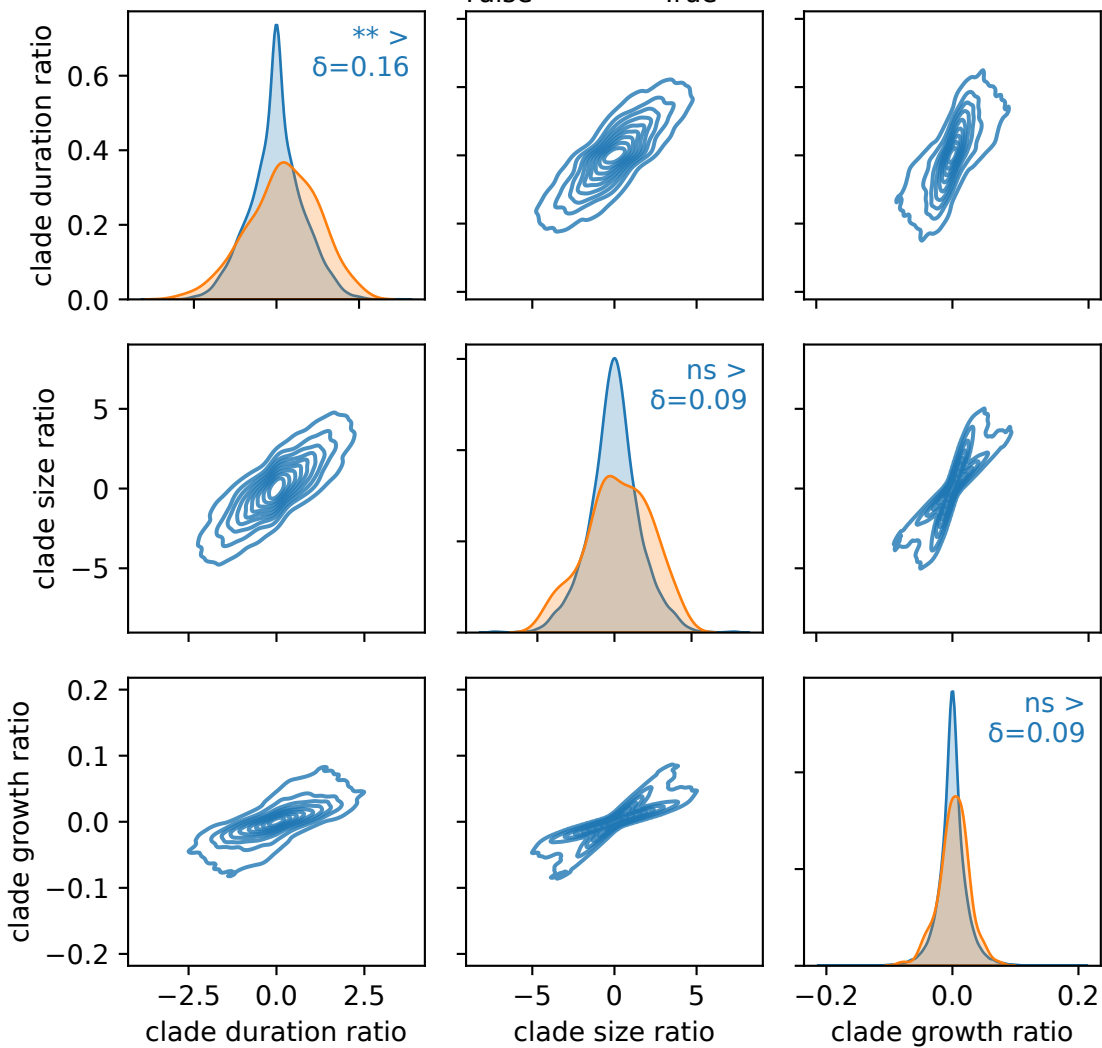 False True
clade duration ratio
0.6
0.4
0.2
0.0
** >
δ=0.16
clade size ratio
5
0
−5
ns >
δ=0.09
clade growth ratio
0.2
0.1
0.0
−0.1
−0.2
ns >
δ=0.09
−2.5 0.0 2.5
−5 0 5
−0.2 0.0 0.2
clade duration ratio
clade size ratio
clade growth ratio